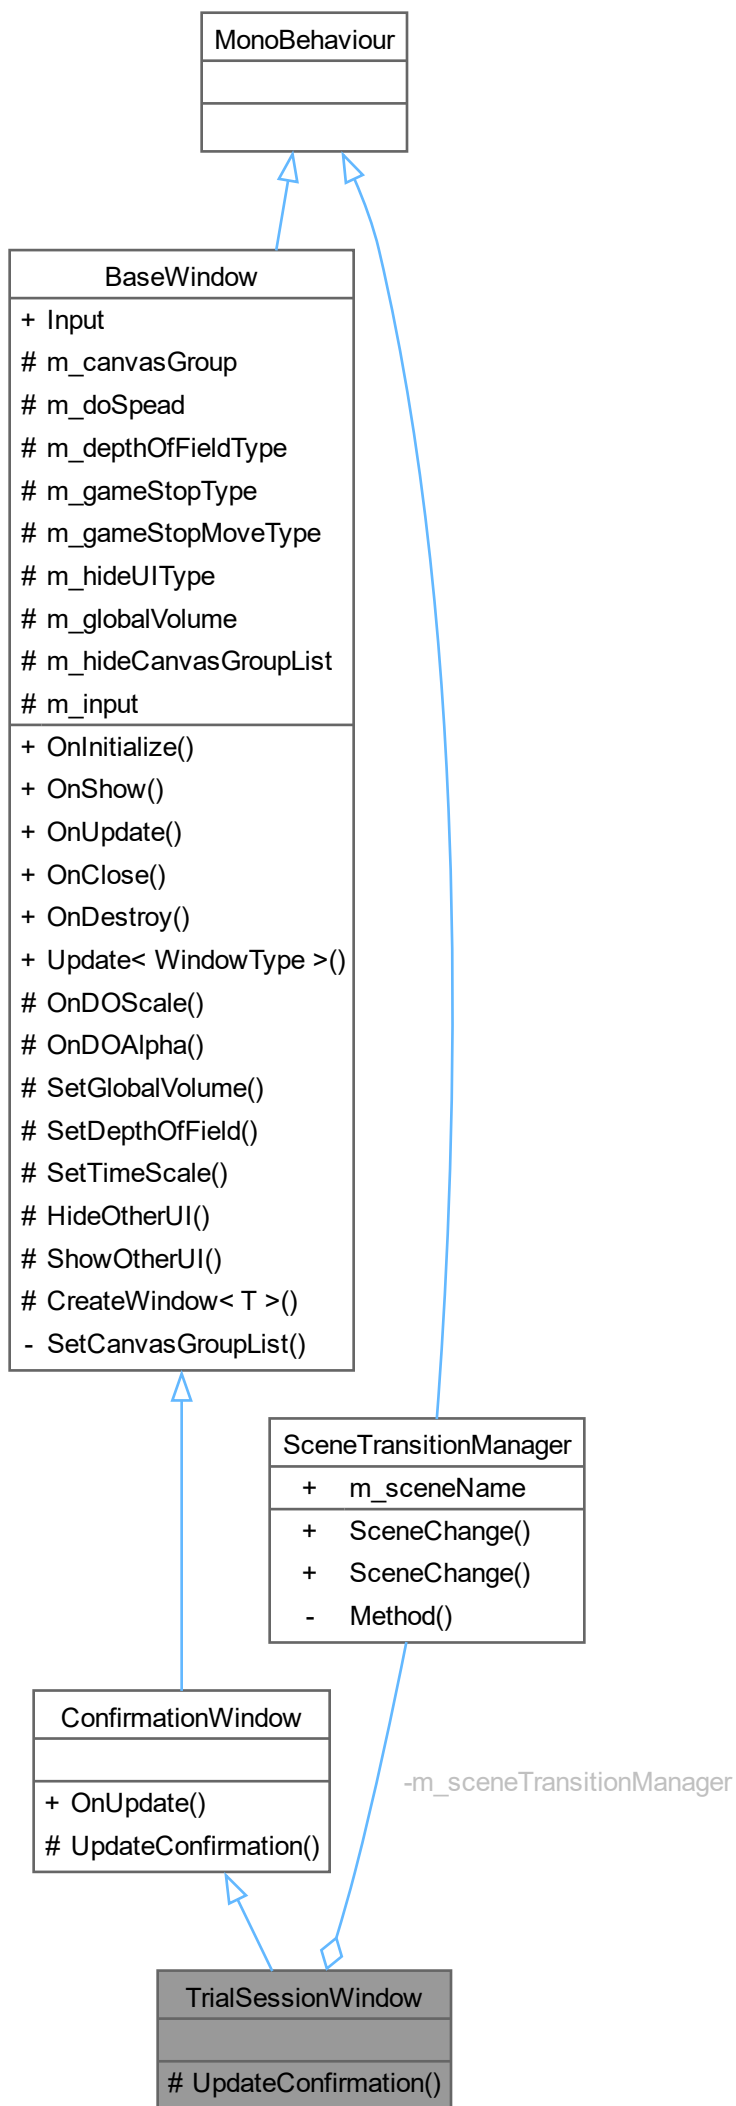 MonoBehaviour
BaseWindow
+ Input
# m_canvasGroup
# m_doSpead
# m_depthOfFieldType
# m_gameStopType
# m_gameStopMoveType
# m_hideUIType
# m_globalVolume
# m_hideCanvasGroupList
# m_input
+ OnInitialize()
+ OnShow()
+ OnUpdate()
+ OnClose()
+ OnDestroy()
+ Update< WindowType >()
# OnDOScale()
# OnDOAlpha()
# SetGlobalVolume()
# SetDepthOfField()
# SetTimeScale()
# HideOtherUI()
# ShowOtherUI()
# CreateWindow< T >()
- SetCanvasGroupList()
SceneTransitionManager
+ m_sceneName
+ SceneChange()
+ SceneChange()
- Method()
ConfirmationWindow
+ OnUpdate()
# UpdateConfirmation()
-m_sceneTransitionManager
TrialSessionWindow
# UpdateConfirmation()